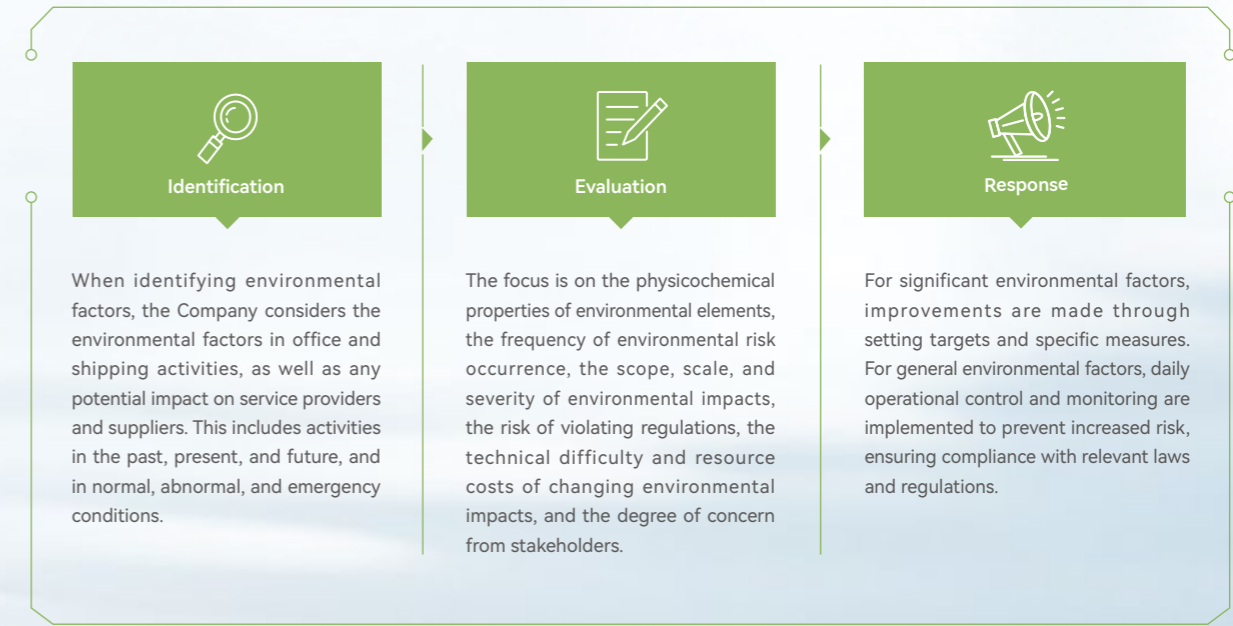 Identification
When identifying environmental
factors, the Company considers the
environmental factors in office and
shipping activities, as well as any
potential impact on service providers
and suppliers. This includes activities
in the past, present, and future, and
in normal, abnormal, and emergency
conditions.
Evaluation
The focus is on the physicochemical
properties of environmental elements,
the frequency of environmental risk
occurrence, the scope, scale, and
severity of environmental impacts,
the risk of violating regulations, the
technical difficulty and resource
costs of changing environmental
impacts, and the degree of concern
from stakeholders.
Response
For significant environmental factors,
improvements are made through
setting targets and specific measures.
For general environmental factors, daily
operational control and monitoring are
implemented to prevent increased risk,
ensuring compliance with relevant laws
and regulations.